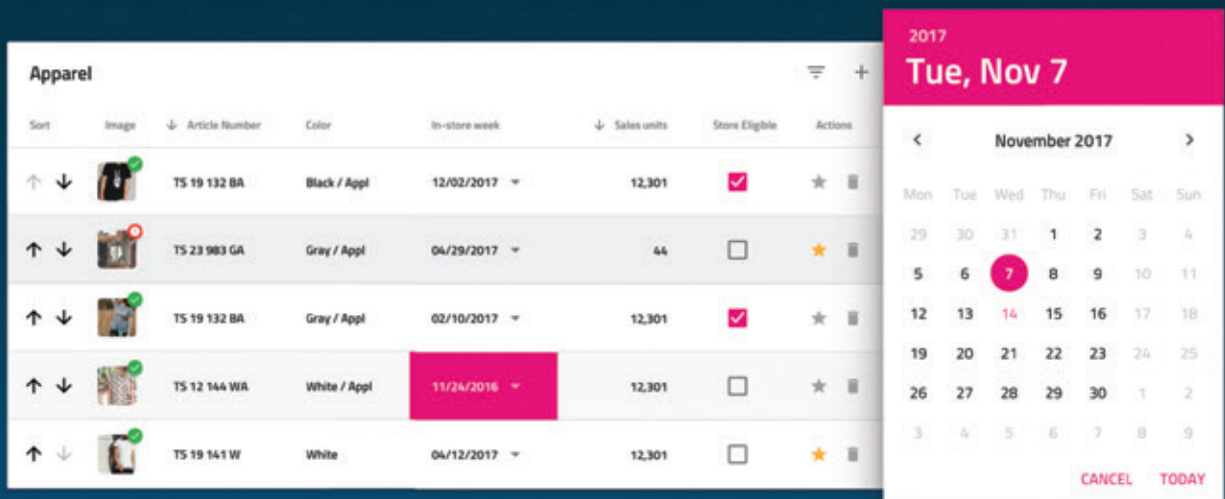 Apparel
Sort Image Article Number Color In-store week Sales units Store Eligible Actions
TS 19 132 BA Black / Appl 12/02/2017 12,301
TS 23 983 GA Gray / Appl 04/29/2017 44
TS 19 132 BA Gray / Appl 02/10/2017 12,301
TS 12 144 WA White / Appl 11/24/2016 12,301
TS 19 141 W White 04/12/2017 12,301
2017
Tue, Nov 7
November 2017
Mon Tue Wed Thu Fri Sat Sun
29 30 31 1 2 3 4
5 6 7 8 9 10 11
12 13 14 15 16 17 18
19 20 21 22 23 24 25
26 27 28 29 30 1 2
3 4 5 6 7 8 9
CANCEL TODAY